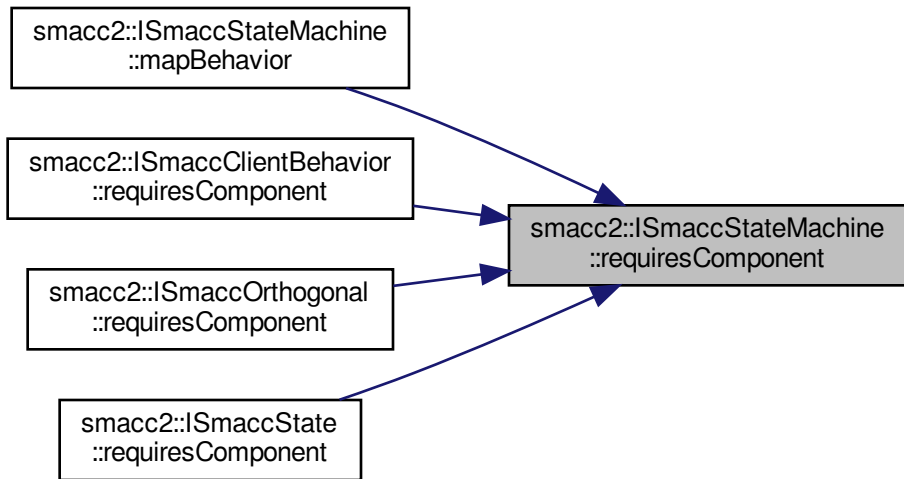 smacc2::ISmaccStateMachine
::mapBehavior
smacc2::ISmaccClientBehavior
::requiresComponent
smacc2::ISmaccStateMachine
::requiresComponent
smacc2::ISmaccOrthogonal
::requiresComponent
smacc2::ISmaccState
::requiresComponent